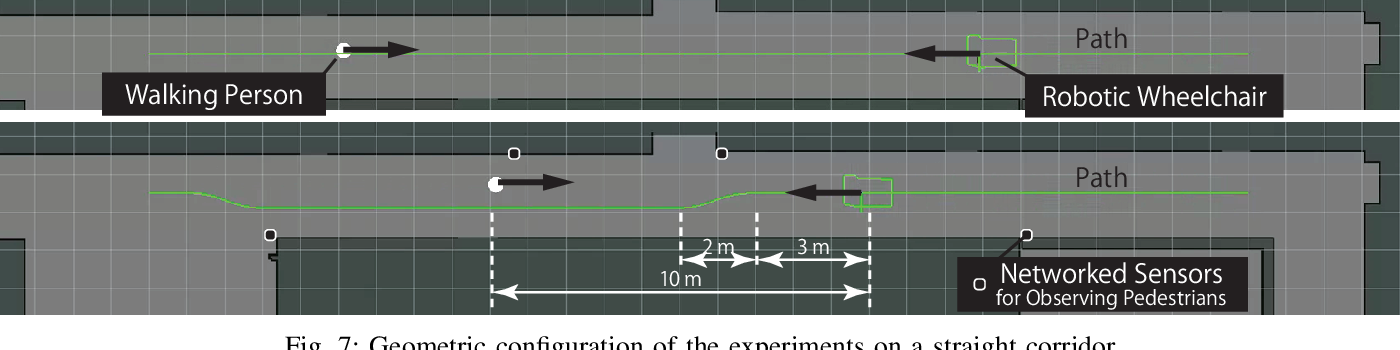 Path
Walking Person
Robotic Wheelchair
Path
2 m
3 m
10 m
Networked Sensors
for Observing Pedestrians
Fig. 7: Geometric configuration of the experiments on a straight corridor